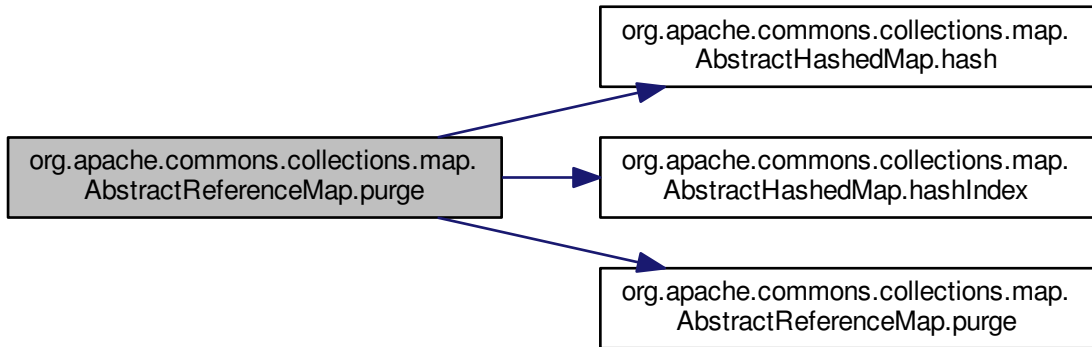 org.apache.commons.collections.map.
AbstractHashedMap.hash
org.apache.commons.collections.map.
AbstractReferenceMap.purge
org.apache.commons.collections.map.
AbstractHashedMap.hashIndex
org.apache.commons.collections.map.
AbstractReferenceMap.purge